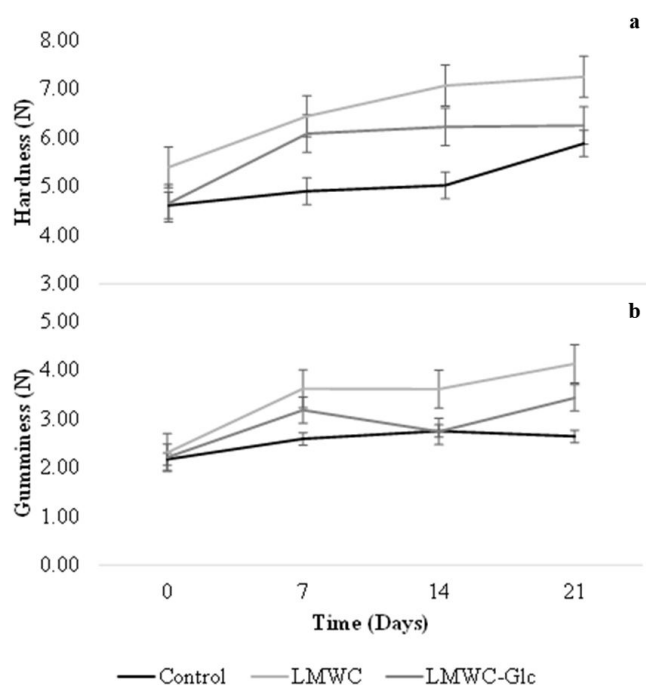 a
8.00
7.00
6.00
5.00
4.00
3.00
Hardness (N)
b
5.00
4.00
3.00
2.00
1.00
0.00
Gumminess (N)
0 7 14 21
Time (Days)
Control LMWC LMWC-Glc